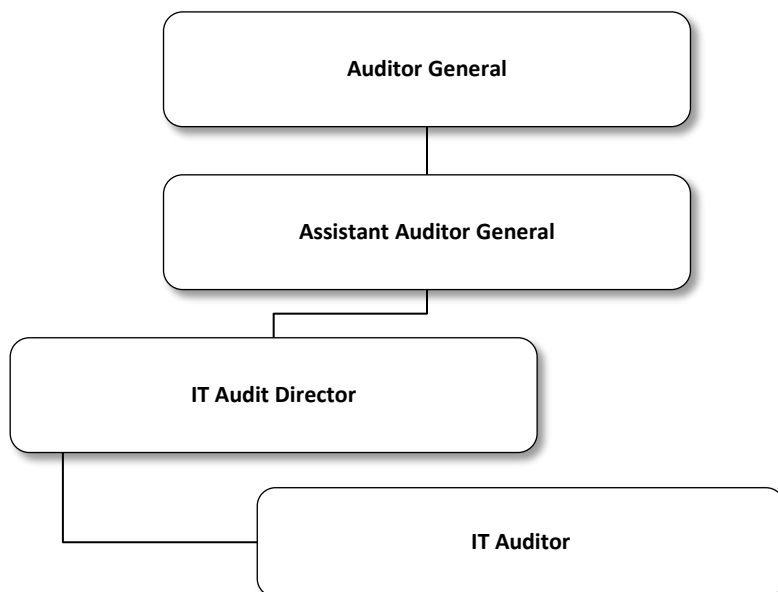 Auditor General
Assistant Auditor General
IT Audit Director
IT Auditor